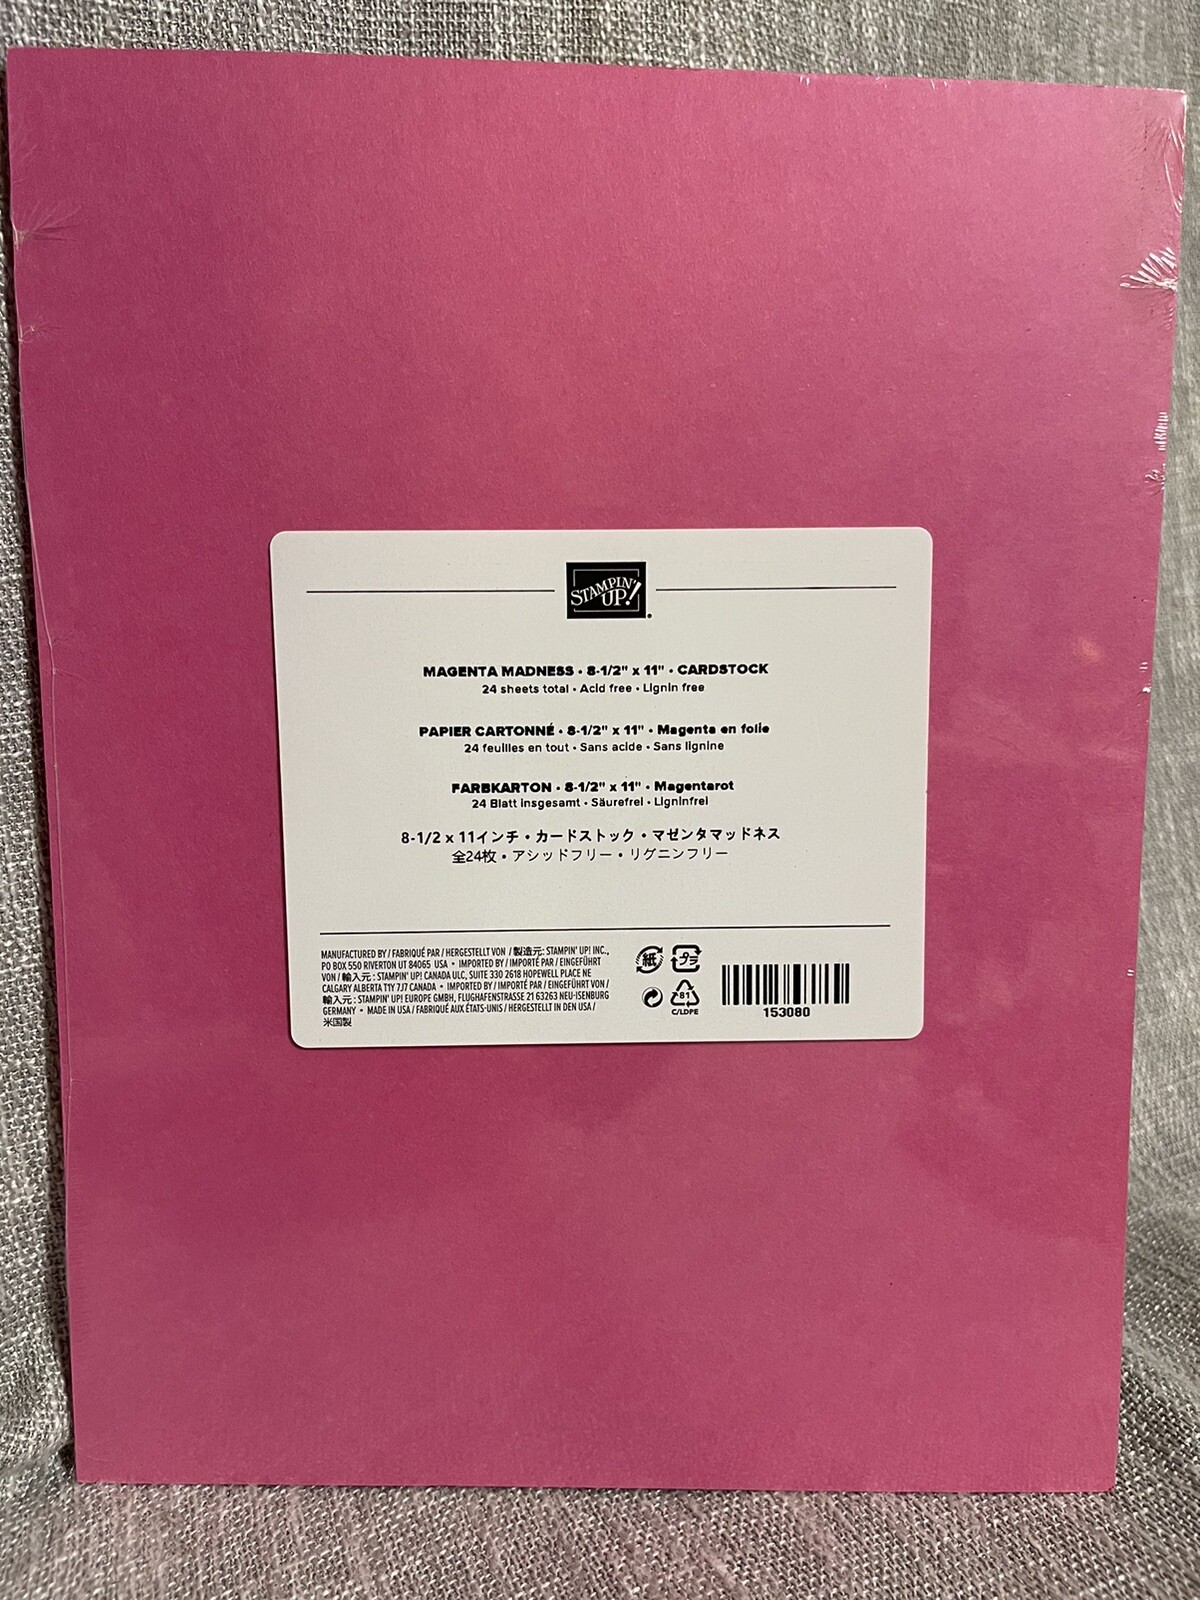 STAMPIN' UP!
MAGENTA MADNESS • 8-1/2" x 11" • CARDSTOCK
24 sheets total • Acid free • Lignin free
PAPIER CARTONNÉ • 8-1/2" x 11" • Magenta en folie
24 feuilles en tout • Sans acide • Sans lignine
FARBKARTON • 8-1/2" x 11" • Magentarot
24 Blatt insgesamt • Säurefrei • Ligninfrei
8-1/2 x 11インチ・カードストック・マゼンタマッドネス
全24枚・アシッドフリー・リグニンフリー
MANUFACTURED BY / FABRIQUÉ PAR / HERGESTELLT VON / 製造元: STAMPIN' UP! INC.,
PO BOX 550 RIVERTON UT 84065 USA • IMPORTED BY / IMPORTÉ PAR / EINGEFÜHRT
VON / 輸入元 : STAMPIN' UP! CANADA ULC, SUITE 330 2618 HOPEWELL PLACE NE
CALGARY ALBERTA T1Y 7J7 CANADA • IMPORTED BY / IMPORTÉ PAR / EINGEFÜHRT VON /
輸入元 : STAMPIN' UP! EUROPE GMBH, FLUGHAFENSTRASSE 21 63263 NEU-ISENBURG
GERMANY • MADE IN USA / FABRIQUÉ AUX ÉTATS-UNIS / HERGESTELLT IN DEN USA /
米国製
紙 プラ
81
C/LDPE
153080